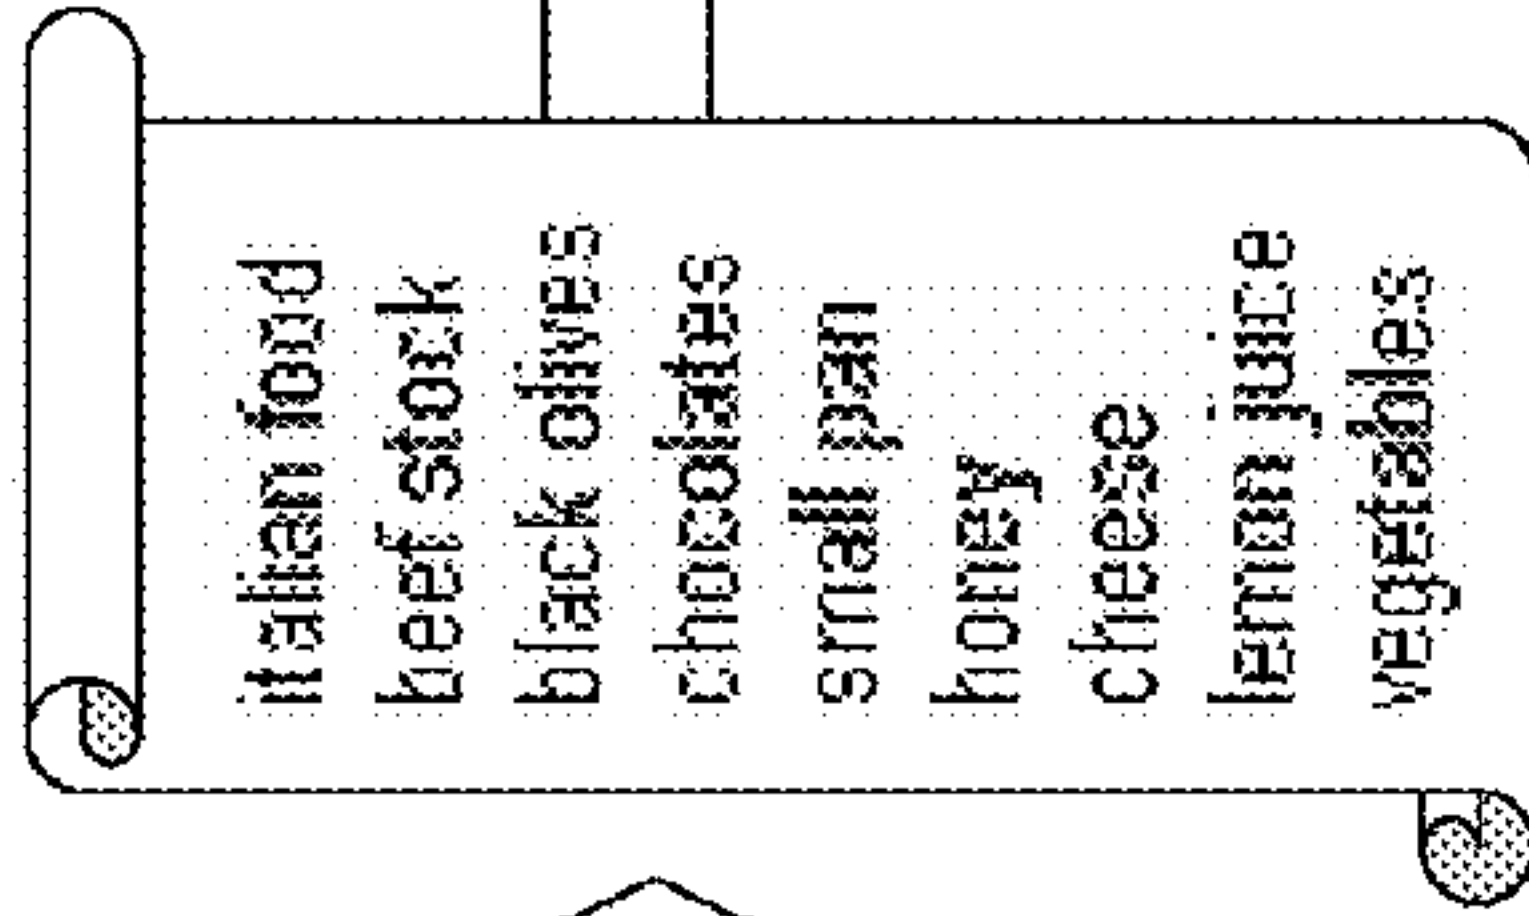 italian food
beef stock
black olives
chocolates
small pan
honey
cheese
lemon juice
vegetables